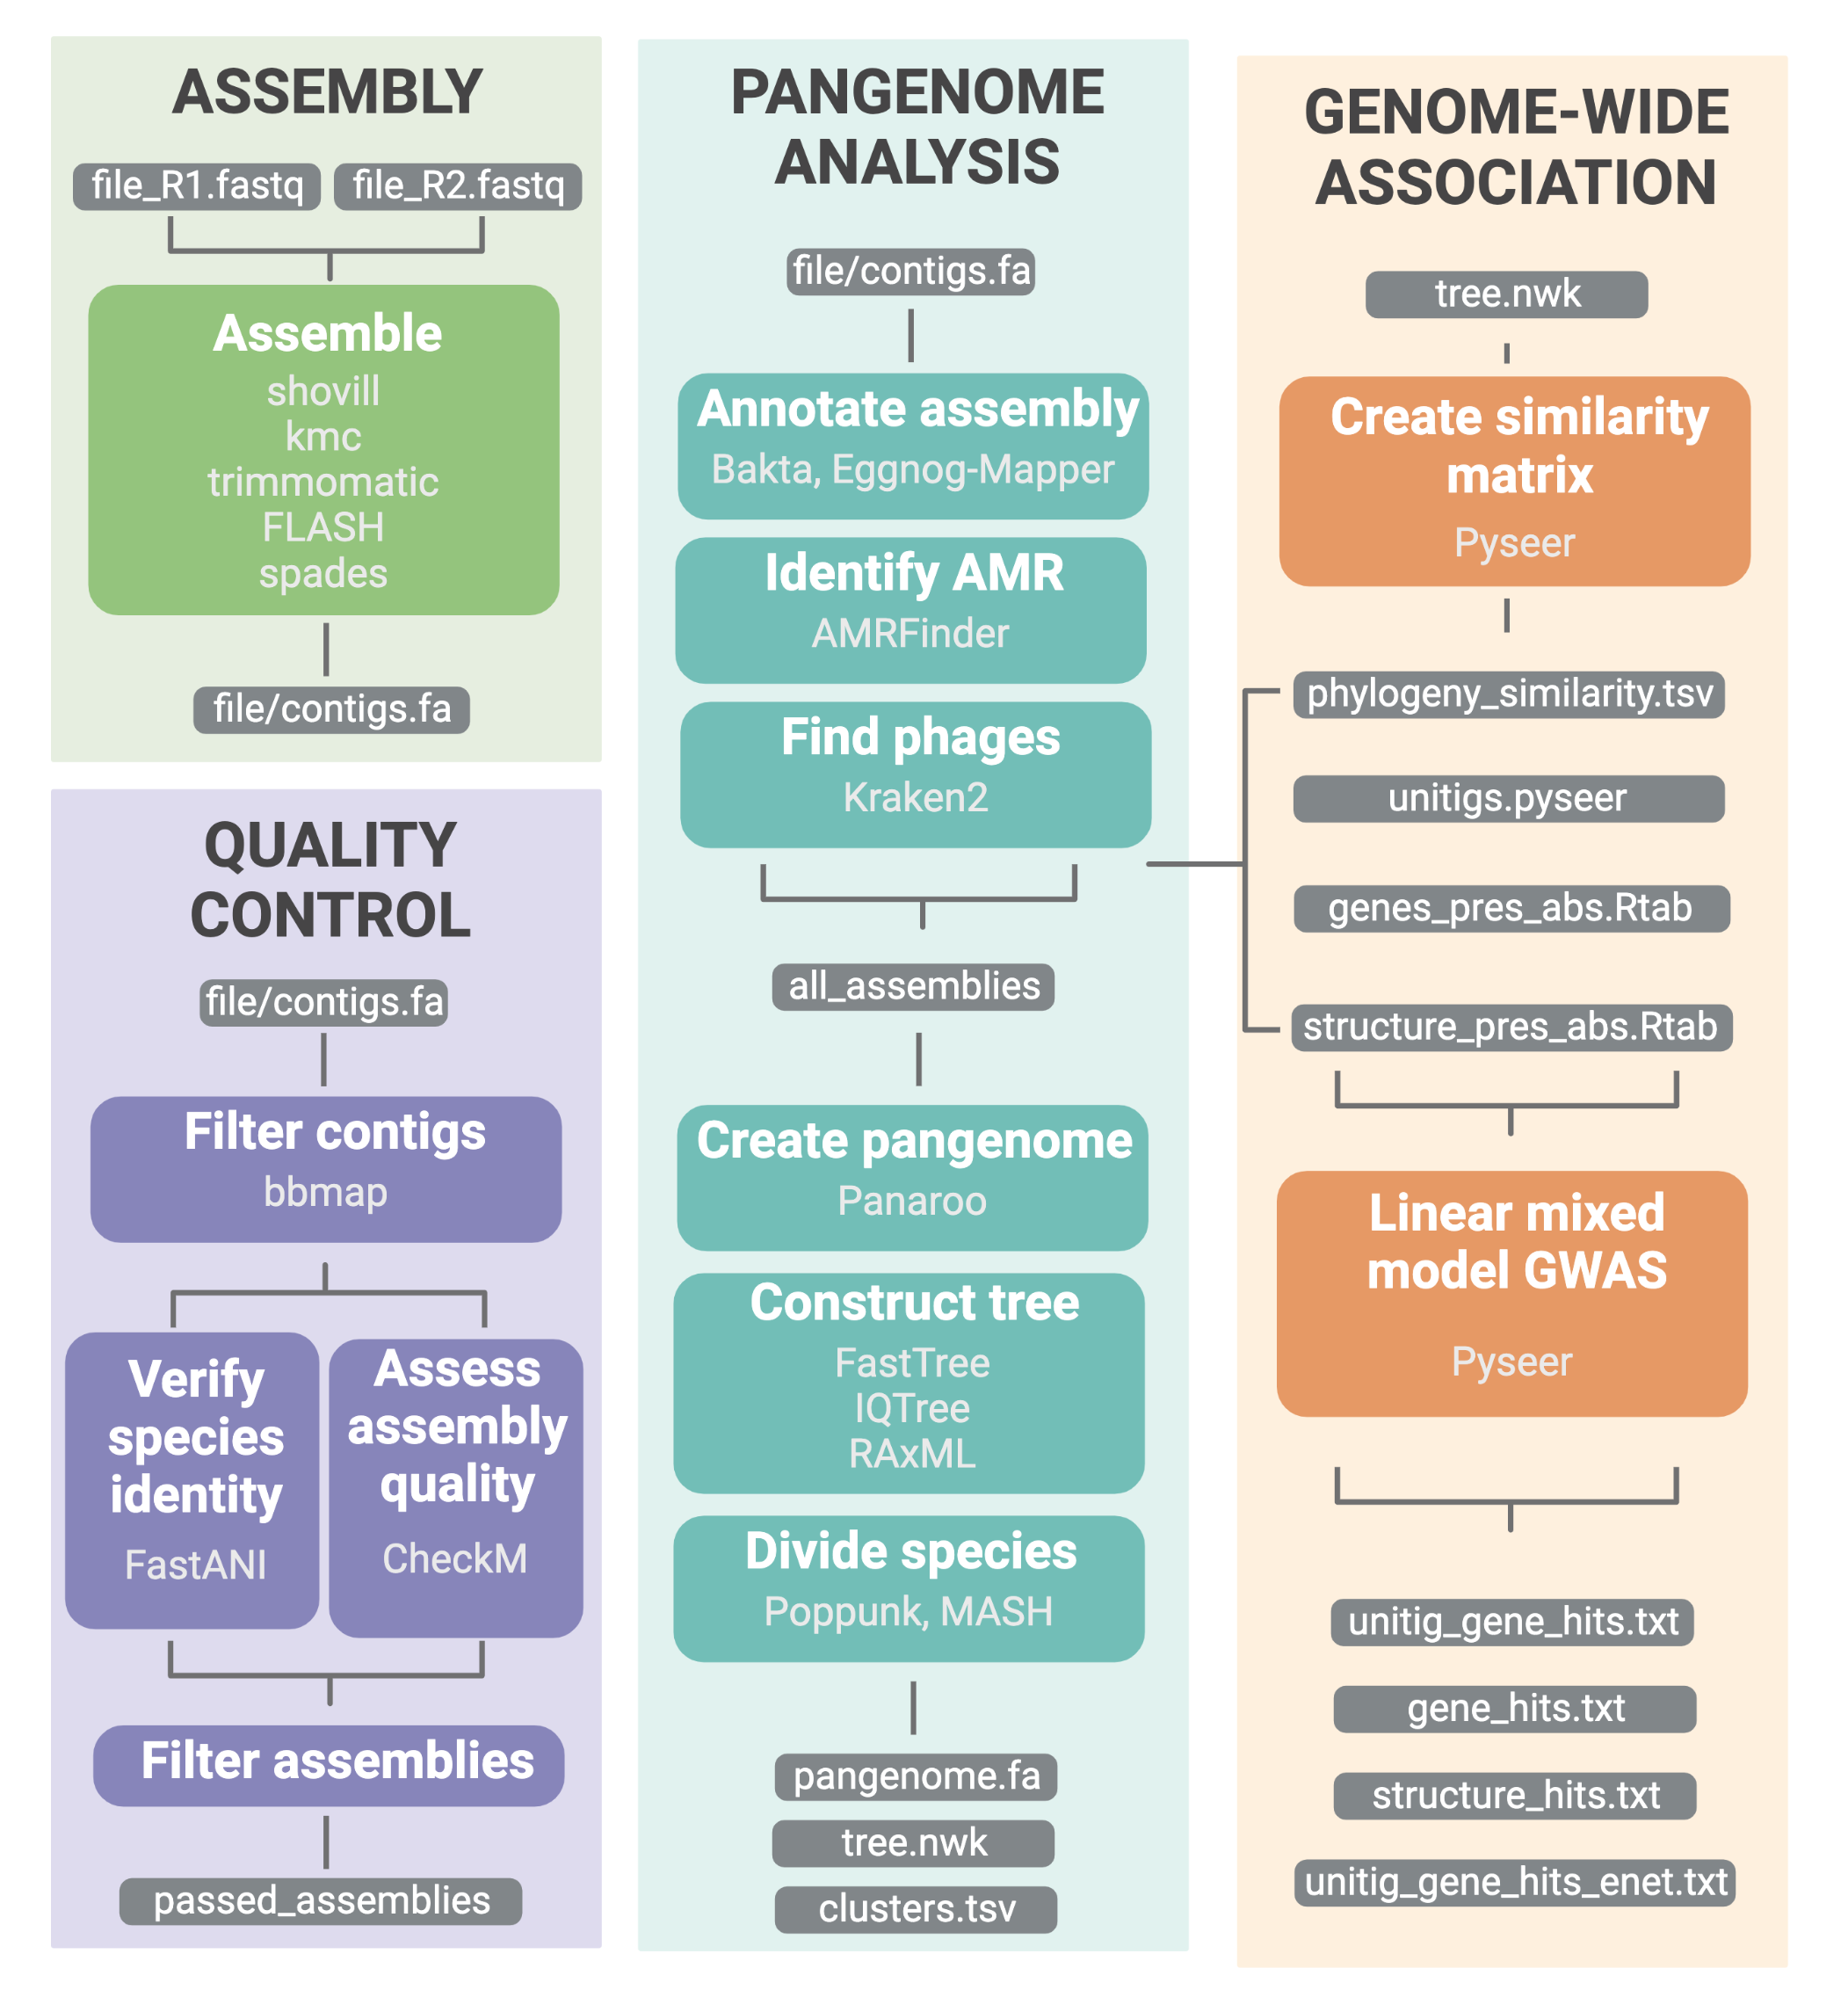 ASSEMBLY
file_R1.fastq
file_R2.fastq
Assemble
shovill
kmc
trimmomatic
FLASH
spades
file/contigs.fa
QUALITY
CONTROL
file/contigs.fa
Filter contigs
bbmap
Verify
species
identity
FastANI
Assess
assembly
quality
CheckM
Filter assemblies
passed_assemblies
PANGENOME
ANALYSIS
file/contigs.fa
Annotate assembly
Bakta, Eggnog-Mapper
Identify AMR
AMRFinder
Find phages
Kraken2
all_assemblies
Create pangenome
Panaroo
Construct tree
FastTree
IQTree
RAxML
Divide species
Poppunk, MASH
pangenome.fa
tree.nwk
clusters.tsv
GENOME-WIDE
ASSOCIATION
tree.nwk
Create similarity
matrix
Pyseer
phylogeny_similarity.tsv
unitigs.pyseer
genes_pres_abs.Rtab
structure_pres_abs.Rtab
Linear mixed
model GWAS
Pyseer
unitig_gene_hits.txt
gene_hits.txt
structure_hits.txt
unitig_gene_hits_enet.txt